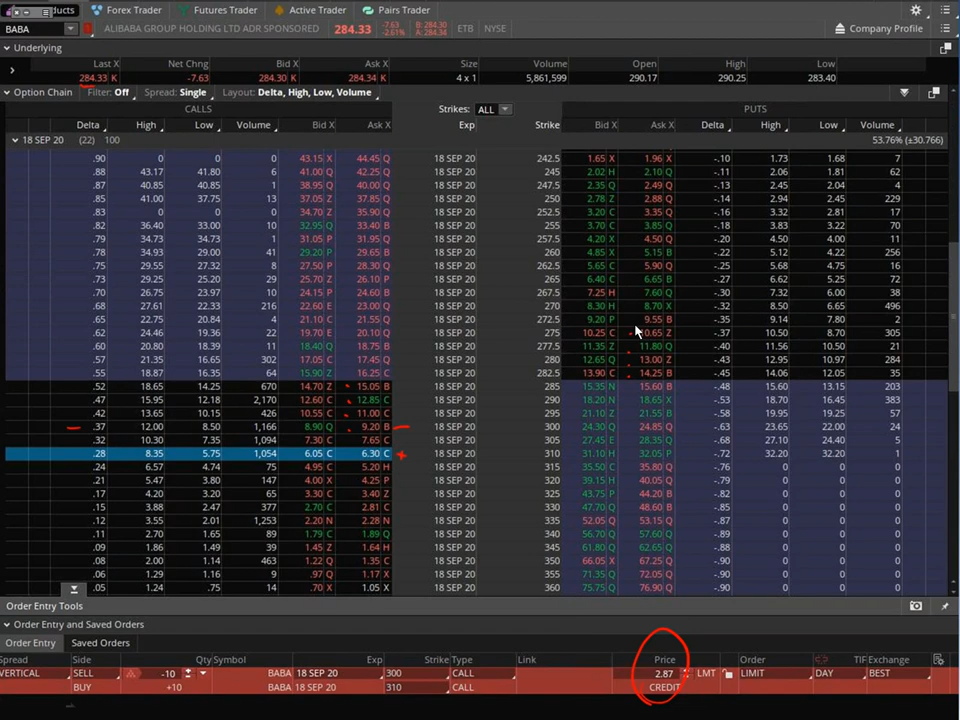 ducts Forex Trader Futures Trader Active Trader Pairs Trader
BABA ALIBABA GROUP HOLDING LTD ADR SPONSORED 284.33 -7.63 -2.61% B: 284.30 A: 284.34 ETB NYSE Company Profile
Underlying
Last X Net Chng Bid X Ask X Size Volume Open High Low
284.33 K -7.63 284.30 K 284.34 K 4 x 1 5,861,599 290.17 290.25 283.40
Option Chain Filter: Off Spread: Single Layout: Delta, High, Low, Volume
CALLS Strikes: ALL PUTS
Delta High Low Volume Bid X Ask X Exp Strike Bid X Ask X Delta High Low Volume
18 SEP 20 (22) 100 53.76% (±30.766)
.90 0 0 0 43.15 X 44.45 Q 18 SEP 20 242.5 1.65 X 1.96 X -.10 1.73 1.68 7
.88 43.17 41.80 6 41.00 Q 42.25 Q 18 SEP 20 245 2.02 H 2.10 Q -.11 2.06 1.81 62
.87 40.85 40.85 1 38.95 Q 40.00 Q 18 SEP 20 247.5 2.35 Q 2.49 Q -.13 2.45 2.04 4
.85 41.00 37.75 13 37.05 Z 37.85 Q 18 SEP 20 250 2.78 Z 2.88 Q -.14 2.94 2.45 229
.83 0 0 0 34.70 Z 35.90 Q 18 SEP 20 252.5 3.20 C 3.35 Q -.16 3.32 2.81 17
.82 36.40 33.00 10 32.95 Q 33.40 B 18 SEP 20 255 3.70 C 3.85 Q -.18 3.83 3.22 70
.79 34.73 34.73 1 31.05 P 31.95 Q 18 SEP 20 257.5 4.20 X 4.50 Q -.20 4.50 4.00 11
.78 34.93 29.00 41 29.20 P 29.55 B 18 SEP 20 260 4.85 X 5.15 B -.22 5.12 4.22 256
.75 29.55 27.32 8 27.50 P 28.30 Q 18 SEP 20 262.5 5.65 C 5.90 Q -.25 5.68 4.75 16
.73 29.55 25.20 29 25.70 P 26.10 Z 18 SEP 20 265 6.40 C 6.65 B -.27 6.62 5.25 62
.70 26.75 23.97 10 24.15 P 24.60 B 18 SEP 20 267.5 7.25 H 7.60 Q -.30 7.32 6.00 38
.68 27.61 21.31 216 22.60 E 23.00 Q 18 SEP 20 270 8.30 H 8.70 X -.32 8.50 6.65 496
.65 22.75 20.84 4 21.10 C 21.55 Q 18 SEP 20 272.5 9.20 P 9.55 B -.35 9.14 7.80 2
.62 24.46 19.36 22 19.70 E 20.10 C 18 SEP 20 275 10.25 C 10.65 Z -.37 10.50 8.70 305
.60 20.80 18.39 11 18.40 Q 18.75 C 18 SEP 20 277.5 11.35 Z 11.80 Q -.40 11.56 10.50 21
.57 21.35 16.65 302 17.05 C 17.45 Q 18 SEP 20 280 12.65 Q 13.00 Z -.43 12.95 10.97 284
.55 18.87 16.35 64 15.90 Z 16.25 C 18 SEP 20 282.5 13.90 C 14.25 B -.45 14.06 12.05 35
.52 18.65 14.25 670 14.70 Z 15.05 B 18 SEP 20 285 15.35 N 15.60 B -.48 15.60 13.15 203
.47 15.95 12.18 2,170 12.60 C 12.85 C 18 SEP 20 290 18.20 N 18.65 X -.53 18.70 16.45 383
.42 13.65 10.15 426 10.55 C 11.00 C 18 SEP 20 295 21.10 Z 21.55 B -.58 19.95 19.25 57
.37 12.00 8.50 1,166 8.90 Q 9.20 B 18 SEP 20 300 24.30 Q 24.85 Q -.63 23.65 22.00 24
.32 10.30 7.35 1,094 7.30 C 7.65 C 18 SEP 20 305 27.45 E 28.35 Q -.68 27.10 24.40 5
.28 8.35 5.75 1,054 6.05 C 6.30 C 18 SEP 20 310 31.10 H 32.05 P -.72 32.20 32.20 1
.24 6.57 4.74 75 4.95 C 5.20 H 18 SEP 20 315 35.50 C 35.80 Q -.76 0 0 0
.21 5.47 3.80 147 4.00 X 4.25 P 18 SEP 20 320 39.15 H 40.05 Q -.79 0 0 0
.17 4.20 3.20 65 3.30 C 3.40 Z 18 SEP 20 325 43.75 P 44.20 B -.82 0 0 0
.15 3.88 2.47 377 2.70 C 2.81 C 18 SEP 20 330 47.70 Q 48.60 B -.85 0 0 0
.12 3.55 2.01 1,253 2.20 N 2.28 N 18 SEP 20 335 52.05 Q 53.15 Q -.87 0 0 0
.11 2.71 1.65 89 1.79 C 1.89 Q 18 SEP 20 340 56.70 Q 57.60 Q -.88 0 0 0
.09 1.86 1.49 39 1.45 Z 1.64 H 18 SEP 20 345 61.80 Q 62.65 Q -.88 0 0 0
.08 2.00 1.14 463 1.22 Q 1.35 C 18 SEP 20 350 66.05 X 67.25 Q -.90 0 0 0
.06 1.29 1.16 9 .97 Q 1.17 X 18 SEP 20 355 71.35 Q 72.05 Q -.90 0 0 0
.05 1.24 .75 14 .70 X 1.05 X 18 SEP 20 360 75.75 Q 76.90 Q -.90 0 0 0
Order Entry Tools
Order Entry and Saved Orders
Order Entry Saved Orders
Spread Side Qty Symbol Exp Strike Type Link Price Order TIF Exchange
VERTICAL SELL -10 BABA 18 SEP 20 300 CALL 2.87 LMT LIMIT DAY BEST
BUY +10 BABA 18 SEP 20 310 CALL CREDIT